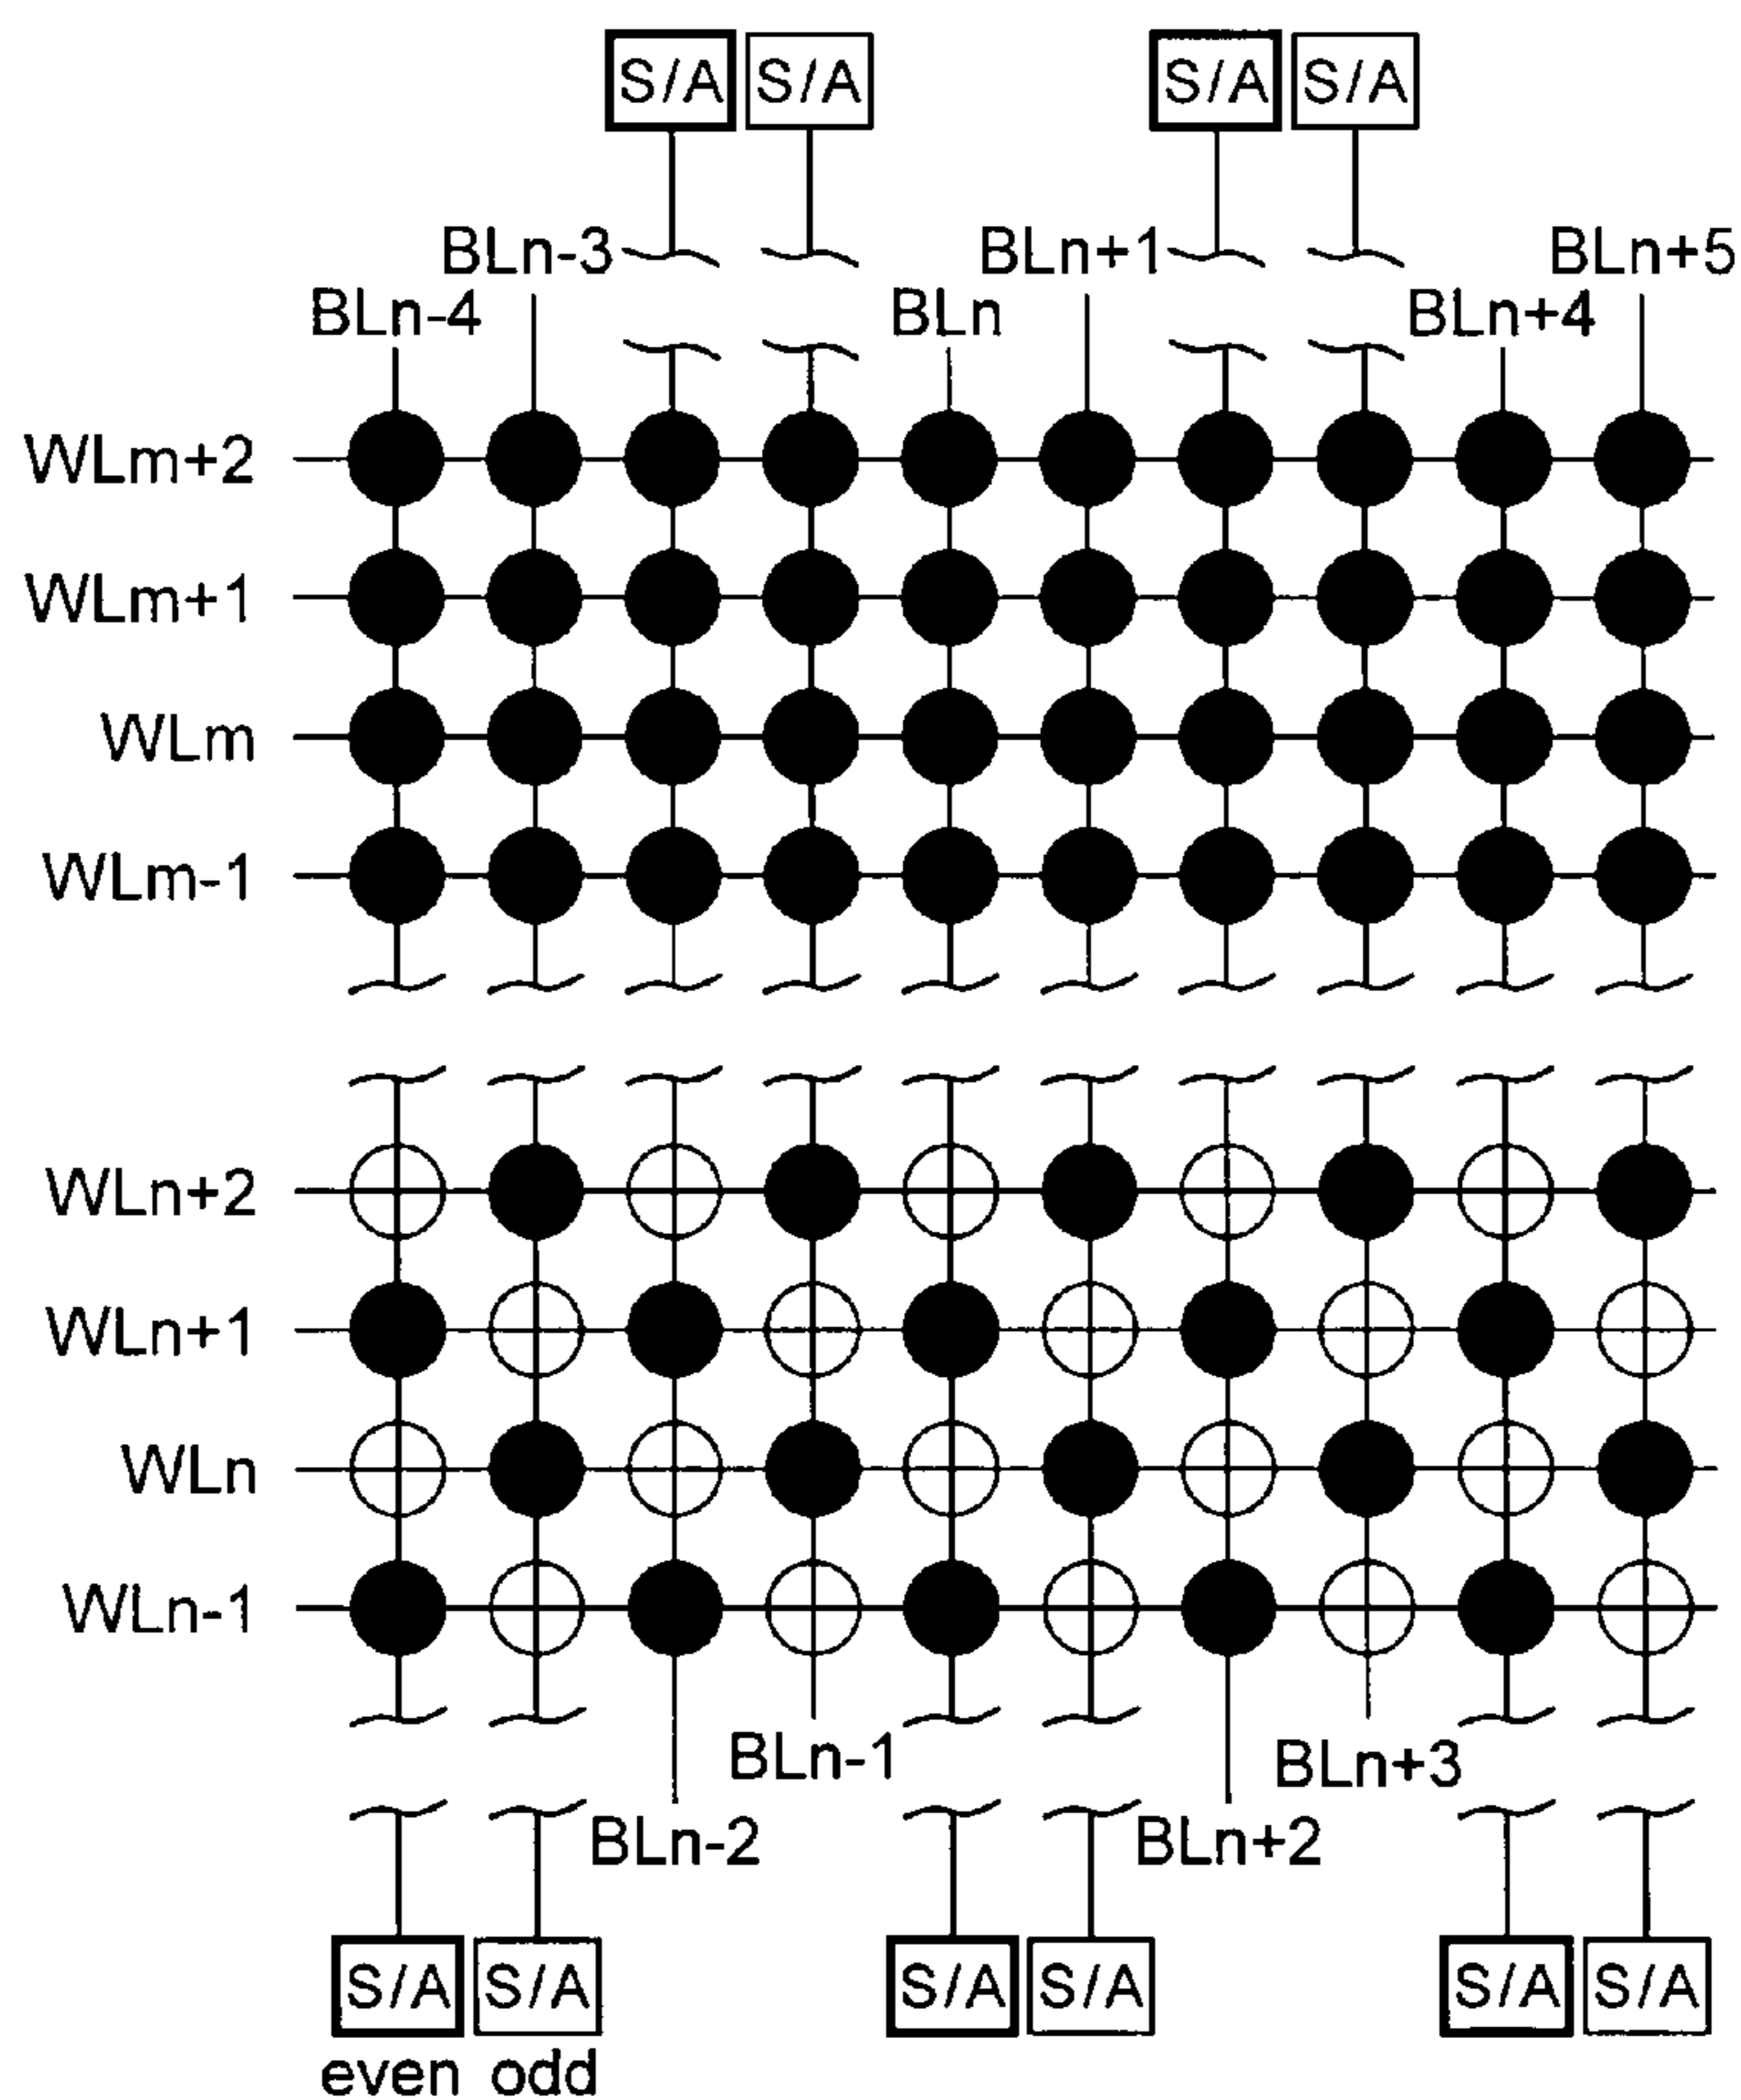 S/A S/A S/A S/A
BLn-3 BLn+1 BLn+5
BLn-4 BLn BLn+4
WLm+2
WLm+1
WLm
WLm-1
WLn+2
WLn+1
WLn
WLn-1
BLn-1 BLn+3
BLn-2 BLn+2
S/A S/A S/A S/A S/A S/A
even odd